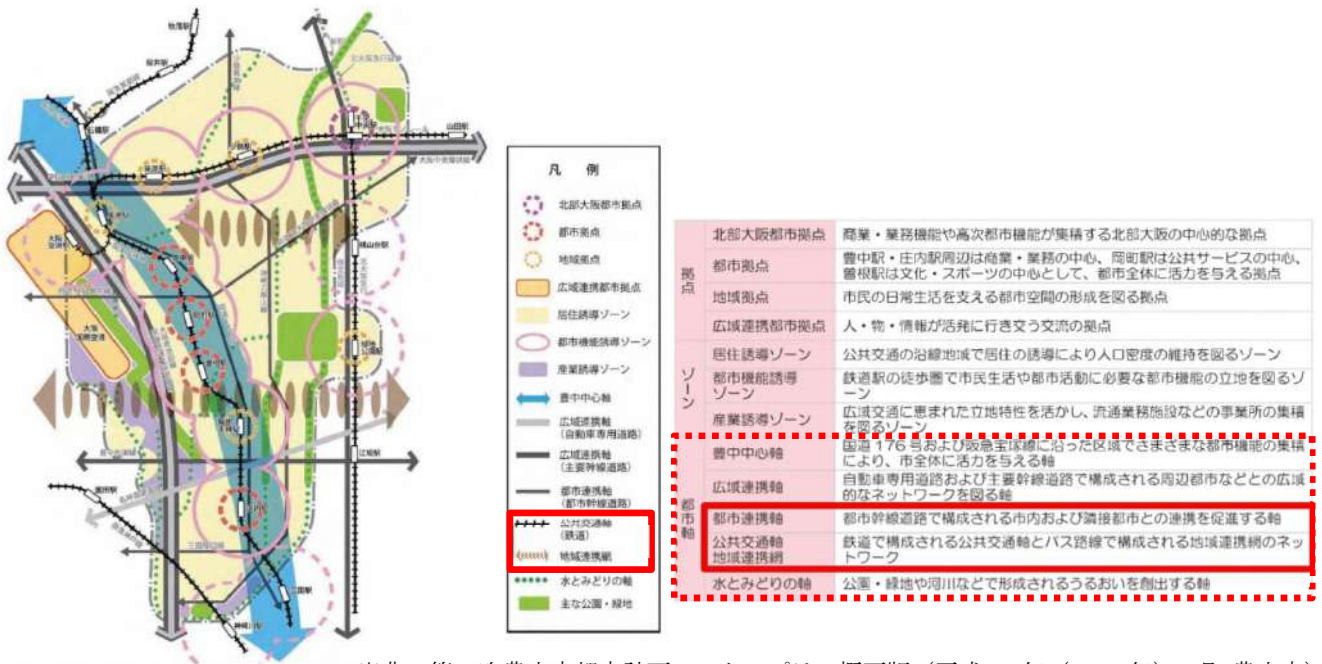 石橋駅
山田駅
桃山台駅
緑地
公園駅
江坂駅
大阪
国際空港
三国駅
神崎川駅
凡 例
北部大阪都市拠点
都市拠点
地域拠点
広域連携都市拠点
居住誘導ゾーン
都市機能誘導ゾーン
産業誘導ゾーン
豊中中心軸
広域連携軸
(自動車専用道路)
広域連携軸
(主要幹線道路)
都市連携軸
(都市幹線道路)
公共交通軸
(鉄道)
地域連携網
水とみどりの軸
主な公園・緑地
拠点
北部大阪都市拠点 商業・業務機能や高次都市機能が集積する北部大阪の中心的な拠点
都市拠点 豊中駅・庄内駅周辺は商業・業務の中心、岡町駅は公共サービスの中心、
曽根駅は文化・スポーツの中心として、都市全体に活力を与える拠点
地域拠点 市民の日常生活を支える都市空間の形成を図る拠点
広域連携都市拠点 人・物・情報が活発に行き交う交流の拠点
ゾーン
居住誘導ゾーン 公共交通の沿線地域で居住の誘導により人口密度の維持を図るゾーン
都市機能誘導
ゾーン 鉄道駅の徒歩圏で市民生活や都市活動に必要な都市機能の立地を図るゾ
ーン
産業誘導ゾーン 広域交通に恵まれた立地特性を活かし、流通業務施設などの事業所の集積
を図るゾーン
都市軸
豊中中心軸 国道176号および阪急宝塚線に沿った区域でさまざまな都市機能の集積
により、市全体に活力を与える軸
広域連携軸 自動車専用道路および主要幹線道路で構成される周辺都市などとの広域
的なネットワークを図る軸
都市連携軸 都市幹線道路で構成される市内および隣接都市との連携を促進する軸
公共交通軸
地域連携網 鉄道で構成される公共交通軸とバス路線で構成される地域連携網のネッ
トワーク
水とみどりの軸 公園・緑地や河川などで形成されるうるおいを創出する軸